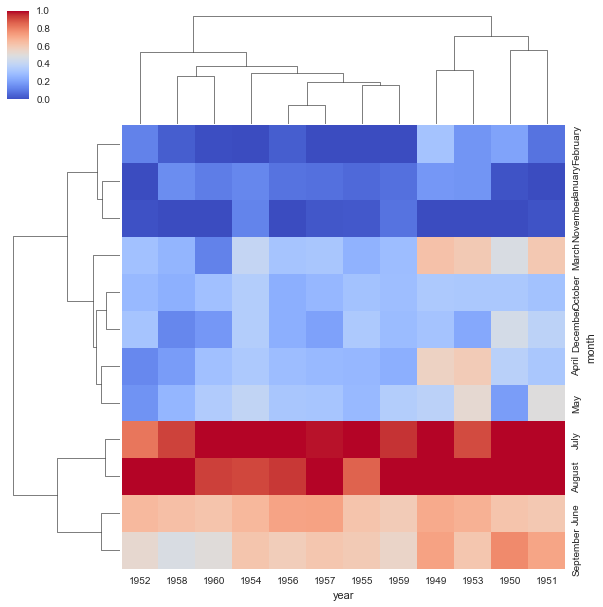 1.0
0.8
0.6
0.4
0.2
0.0
February
January
November
March
October
December
April
May
July
August
June
September
month
1952 1958 1960 1954 1956 1957 1955 1959 1949 1953 1950 1951
year